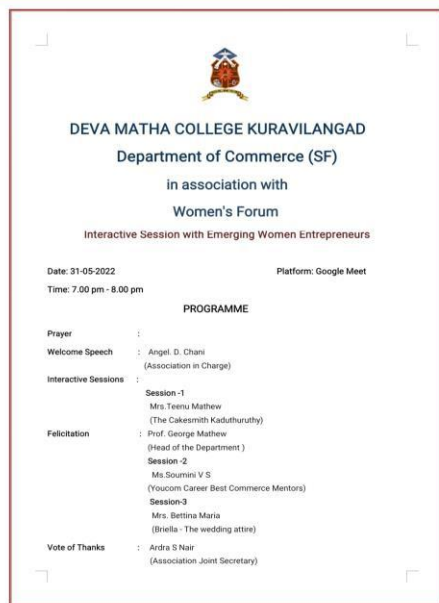 DEVA MATHA COLLEGE KURAVILANGAD
Department of Commerce (SF)
in association with
Women's Forum
Interactive Session with Emerging Women Entrepreneurs
Date: 31-05-2022 Platform: Google Meet
Time: 7.00 pm - 8.00 pm
PROGRAMME
Prayer :
Welcome Speech : Angel. D. Chani
(Association in Charge)
Interactive Sessions :
Session -1
Mrs.Teenu Mathew
(The Cakesmith Kaduthuruthy)
Felicitation : Prof. George Mathew
(Head of the Department )
Session -2
Ms.Soumini V S
(Youcom Career Best Commerce Mentors)
Session-3
Mrs. Bettina Maria
(Briella - The wedding attire)
Vote of Thanks : Ardra S Nair
(Association Joint Secretary)